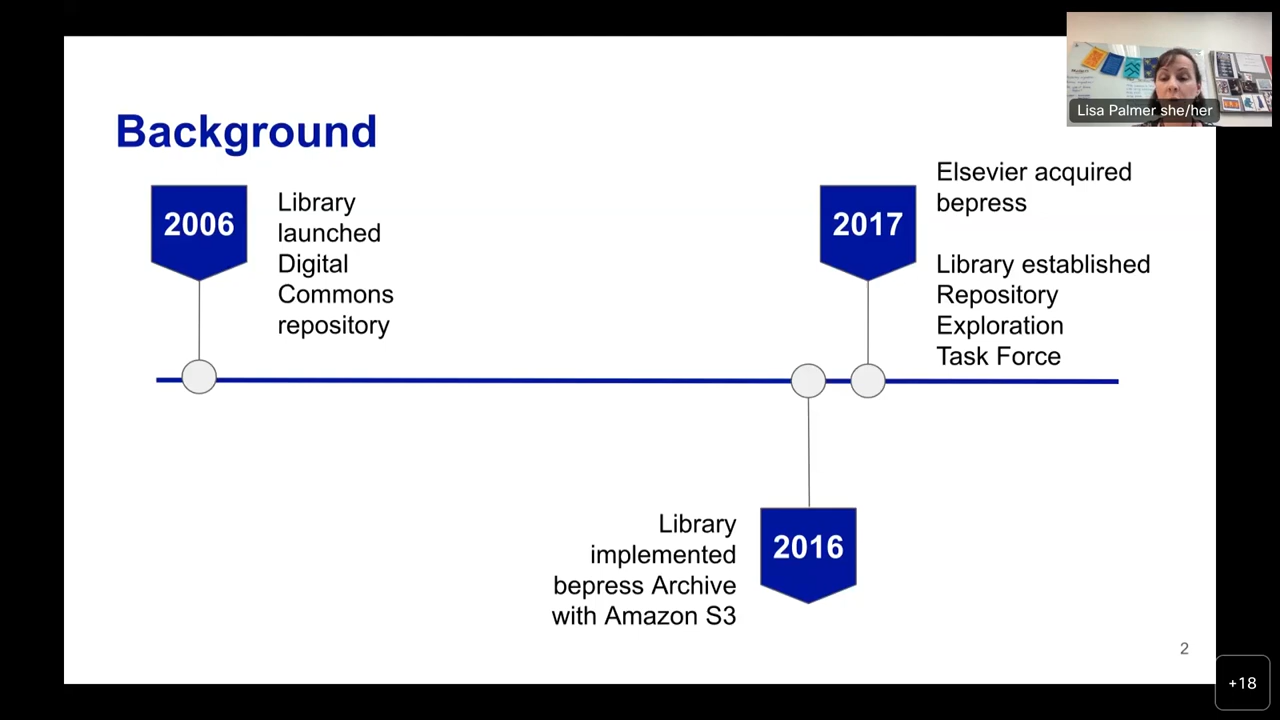 Background
2006
Library
launched
Digital
Commons
repository
2017
Elsevier acquired
bepress
Library established
Repository
Exploration
Task Force
Library
implemented
bepress Archive
with Amazon S3
2016
2
Lisa Palmer she/her
+18